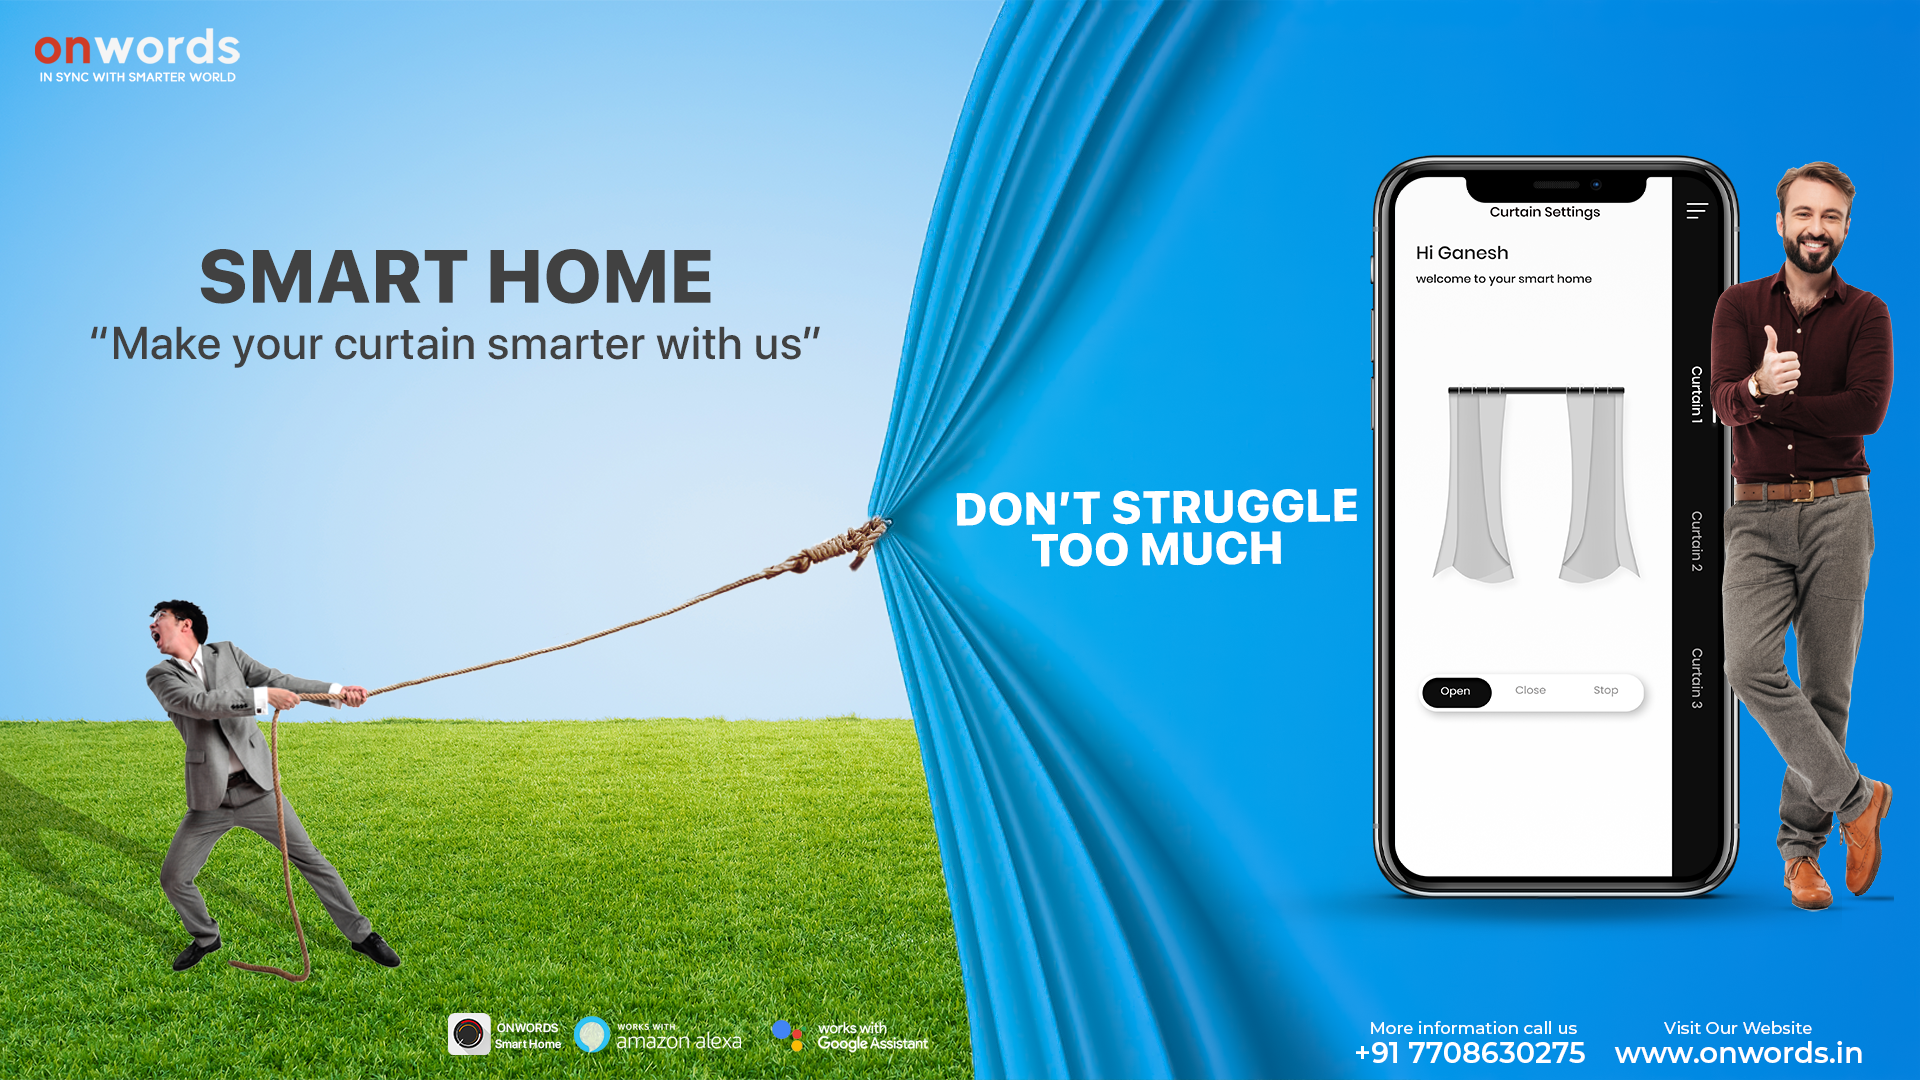 onwords
IN SYNC WITH SMARTER WORLD
SMART HOME
“Make your curtain smarter with us”
DON’T STRUGGLE
TOO MUCH
Curtain Settings
Hi Ganesh
welcome to your smart home
Open Close Stop
Curtain 1
Curtain 2
Curtain 3
ONWORDS
Smart Home
WORKS WITH
amazon alexa
works with
Google Assistant
More information call us
+91 7708630275
Visit Our Website
www.onwords.in